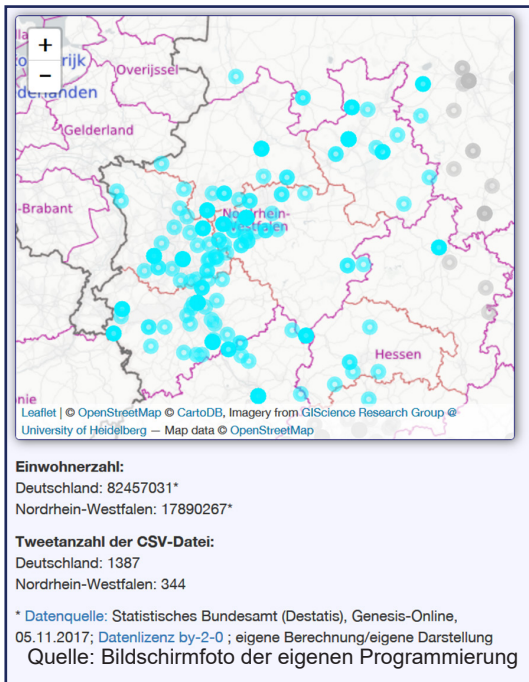 +
−
Overijssel
Gelderland
-Brabant
Nordrhein-
Westfalen
Hessen
nie
Leaflet | © OpenStreetMap © CartoDB, Imagery from GIScience Research Group @
University of Heidelberg — Map data © OpenStreetMap
Einwohnerzahl:
Deutschland: 82457031*
Nordrhein-Westfalen: 17890267*
Tweetanzahl der CSV-Datei:
Deutschland: 1387
Nordrhein-Westfalen: 344
* Datenquelle: Statistisches Bundesamt (Destatis), Genesis-Online,
05.11.2017; Datenlizenz by-2-0 ; eigene Berechnung/eigene Darstellung
Quelle: Bildschirmfoto der eigenen Programmierung